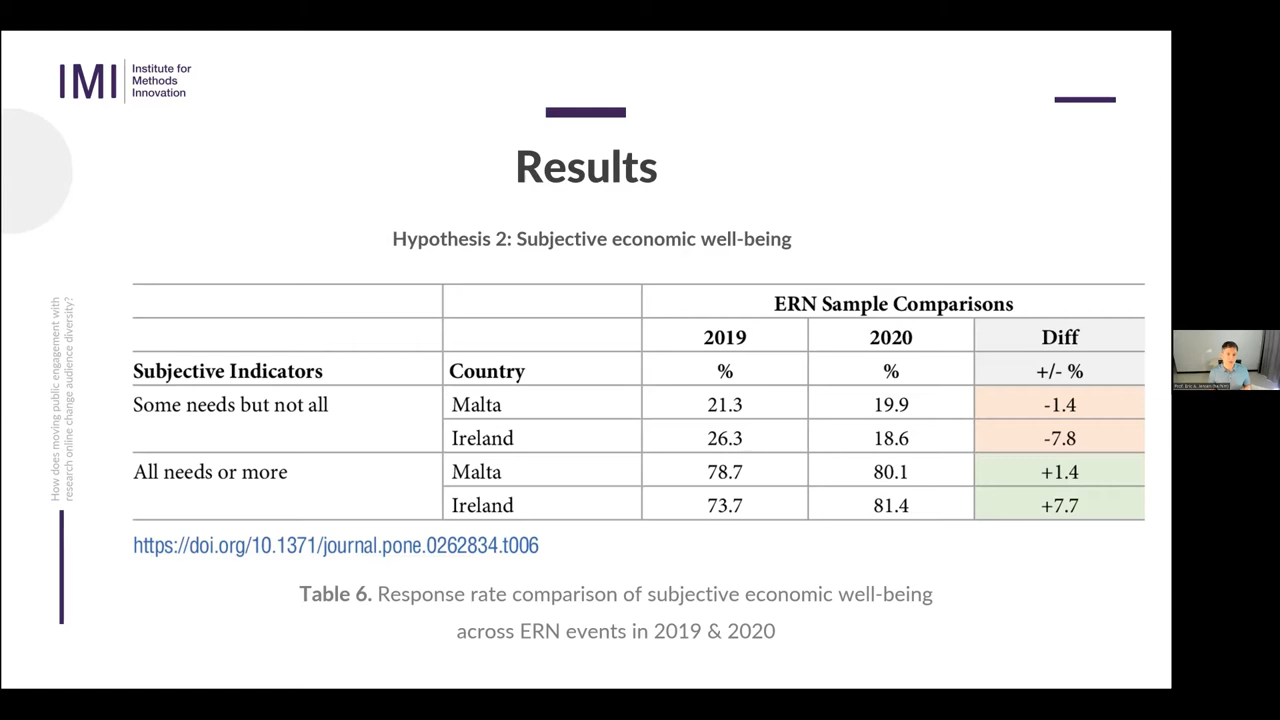 IMI Institute for
Methods
Innovation
Results
Hypothesis 2: Subjective economic well-being
How does moving public engagement with
research online change audience diversity?
ERN Sample Comparisons
2019 2020 Diff
Subjective Indicators Country % % +/- %
Some needs but not all Malta 21.3 19.9 -1.4
Ireland 26.3 18.6 -7.8
All needs or more Malta 78.7 80.1 +1.4
Ireland 73.7 81.4 +7.7
https://doi.org/10.1371/journal.pone.0262834.t006
Table 6. Response rate comparison of subjective economic well-being
across ERN events in 2019 & 2020
Prof. Eric A. Jensen